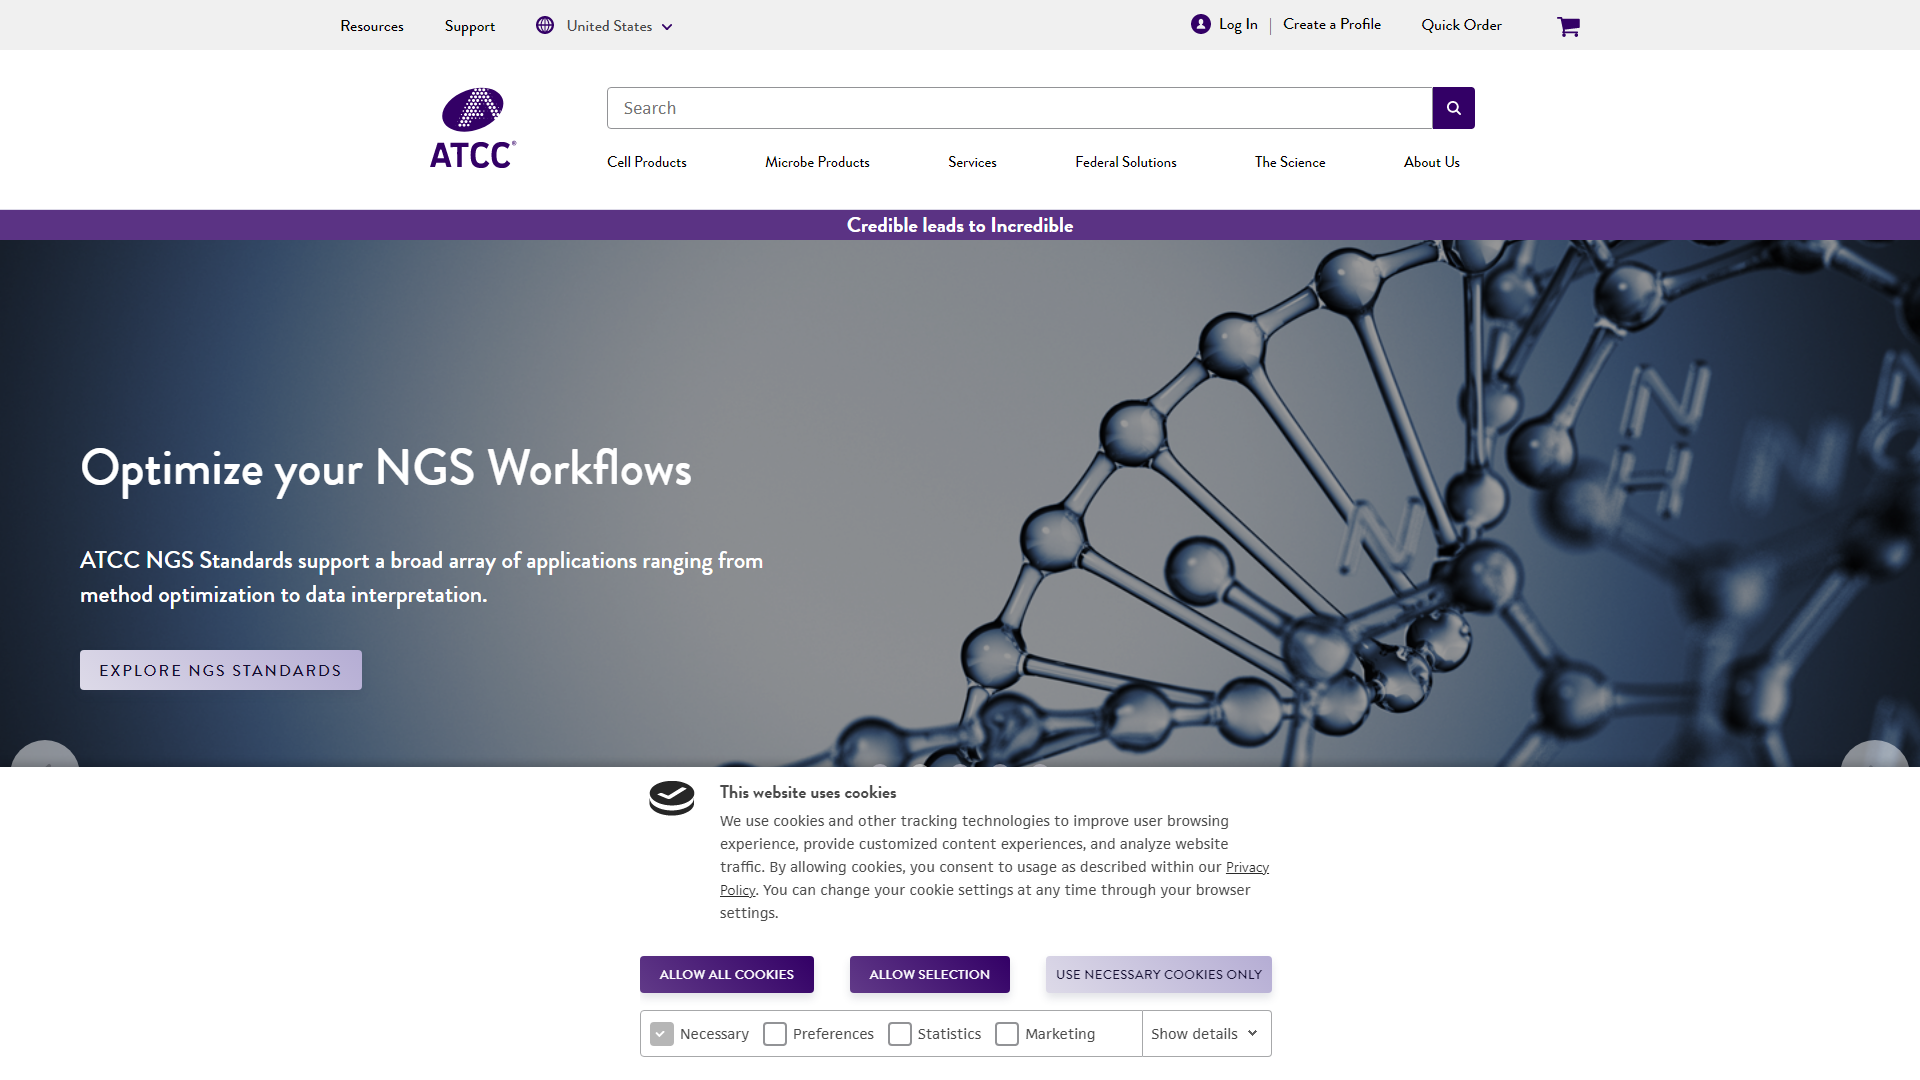 Resources Support United States
Log In | Create a Profile Quick Order
ATCC®
Search
Cell Products Microbe Products Services Federal Solutions The Science About Us
Credible leads to Incredible
Optimize your NGS Workflows
ATCC NGS Standards support a broad array of applications ranging from
method optimization to data interpretation.
EXPLORE NGS STANDARDS
N
N
H
N
This website uses cookies
We use cookies and other tracking technologies to improve user browsing
experience, provide customized content experiences, and analyze website
traffic. By allowing cookies, you consent to usage as described within our Privacy
Policy. You can change your cookie settings at any time through your browser
settings.
ALLOW ALL COOKIES ALLOW SELECTION USE NECESSARY COOKIES ONLY
Necessary Preferences Statistics Marketing Show details